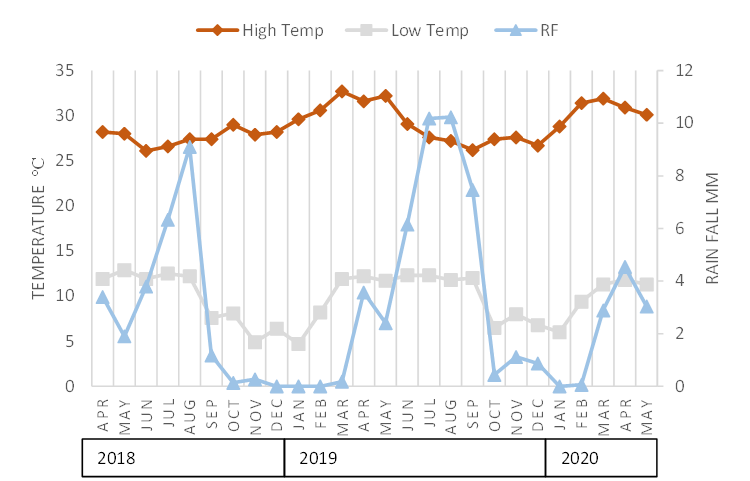 High Temp Low Temp RF
35 12
30 10
25 8
20
15 6
10 4
5 2
0 0
TEMPERATURE °C
RAIN FALL MM
APR MAY JUN JUL AUG SEP OCT NOV DEC JAN FEB MAR APR MAY JUN JUL AUG SEP OCT NOV DEC JAN FEB MAR APR MAY
2018 2019 2020